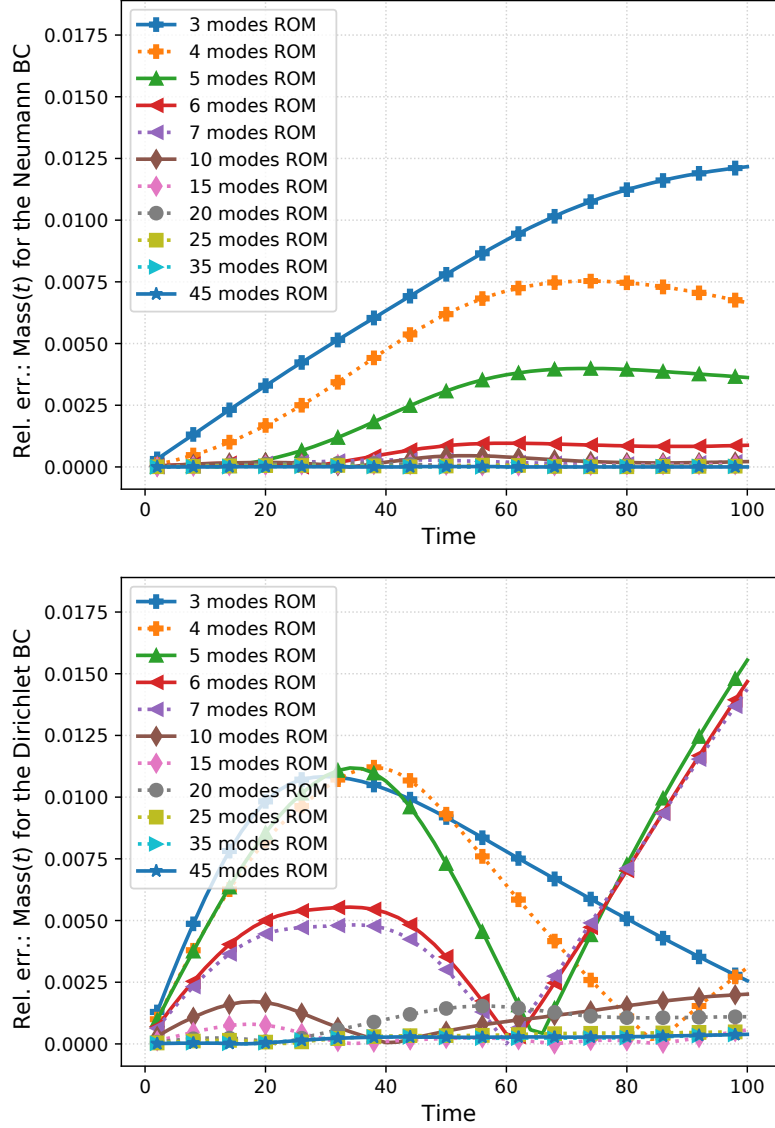 Rel. err.: Mass(t) for the Neumann BC
0.0175
0.0150
0.0125
0.0100
0.0075
0.0050
0.0025
0.0000
3 modes ROM
4 modes ROM
5 modes ROM
6 modes ROM
7 modes ROM
10 modes ROM
15 modes ROM
20 modes ROM
25 modes ROM
35 modes ROM
45 modes ROM
0 20 40 60 80 100
Time
Rel. err.: Mass(t) for the Dirichlet BC
0.0175
0.0150
0.0125
0.0100
0.0075
0.0050
0.0025
0.0000
3 modes ROM
4 modes ROM
5 modes ROM
6 modes ROM
7 modes ROM
10 modes ROM
15 modes ROM
20 modes ROM
25 modes ROM
35 modes ROM
45 modes ROM
0 20 40 60 80 100
Time